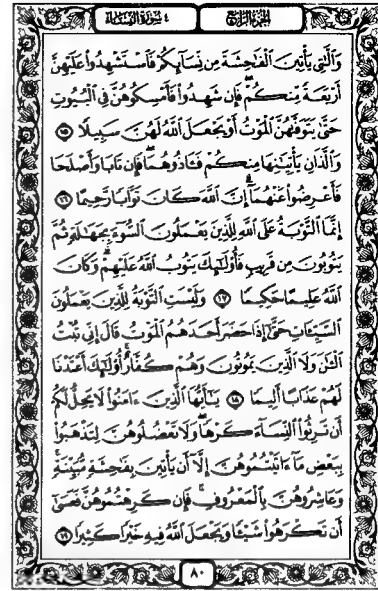 الجزء الرابع
٤ سورة النساء
وَٱلَّٰتِى يَأْتِينَ ٱلْفَٰحِشَةَ مِن نِّسَآئِكُمْ فَٱسْتَشْهِدُوا۟ عَلَيْهِنَّ
أَرْبَعَةً مِّنكُمْ ۖ فَإِن شَهِدُوا۟ فَأَمْسِكُوهُنَّ فِى ٱلْبُيُوتِ
حَتَّىٰ يَتَوَفَّىٰهُنَّ ٱلْمَوْتُ أَوْ يَجْعَلَ ٱللَّهُ لَهُنَّ سَبِيلًا ١٥
وَٱلَّذَانِ يَأْتِيَٰنِهَا مِنكُمْ فَـَٔاذُوهُمَا ۖ فَإِن تَابَا وَأَصْلَحَا
فَأَعْرِضُوا۟ عَنْهُمَآ ۗ إِنَّ ٱللَّهَ كَانَ تَوَّابًا رَّحِيمًا ١٦
إِنَّمَا ٱلتَّوْبَةُ عَلَى ٱللَّهِ لِلَّذِينَ يَعْمَلُونَ ٱلسُّوٓءَ بِجَهَٰلَةٍ ثُمَّ
يَتُوبُونَ مِن قَرِيبٍ فَأُو۟لَٰٓئِكَ يَتُوبُ ٱللَّهُ عَلَيْهِمْ ۗ وَكَانَ
ٱللَّهُ عَلِيمًا حَكِيمًا ١٧ وَلَيْسَتِ ٱلتَّوْبَةُ لِلَّذِينَ يَعْمَلُونَ
ٱلسَّيِّـَٔاتِ حَتَّىٰٓ إِذَا حَضَرَ أَحَدَهُمُ ٱلْمَوْتُ قَالَ إِنِّى تُبْتُ
ٱلْـَٰٔنَ وَلَا ٱلَّذِينَ يَمُوتُونَ وَهُمْ كُفَّارٌ ۚ أُو۟لَٰٓئِكَ أَعْتَدْنَا
لَهُمْ عَذَابًا أَلِيمًا ١٨ يَٰٓأَيُّهَا ٱلَّذِينَ ءَامَنُوا۟ لَا يَحِلُّ لَكُمْ
أَن تَرِثُوا۟ ٱلنِّسَآءَ كَرْهًا ۖ وَلَا تَعْضُلُوهُنَّ لِتَذْهَبُوا۟
بِبَعْضِ مَآ ءَاتَيْتُمُوهُنَّ إِلَّآ أَن يَأْتِينَ بِفَٰحِشَةٍ مُّبَيِّنَةٍ ۚ
وَعَاشِرُوهُنَّ بِٱلْمَعْرُوفِ ۚ فَإِن كَرِهْتُمُوهُنَّ فَعَسَىٰٓ
أَن تَكْرَهُوا۟ شَيْـًٔا وَيَجْعَلَ ٱللَّهُ فِيهِ خَيْرًا كَثِيرًا ١٩
٨٠